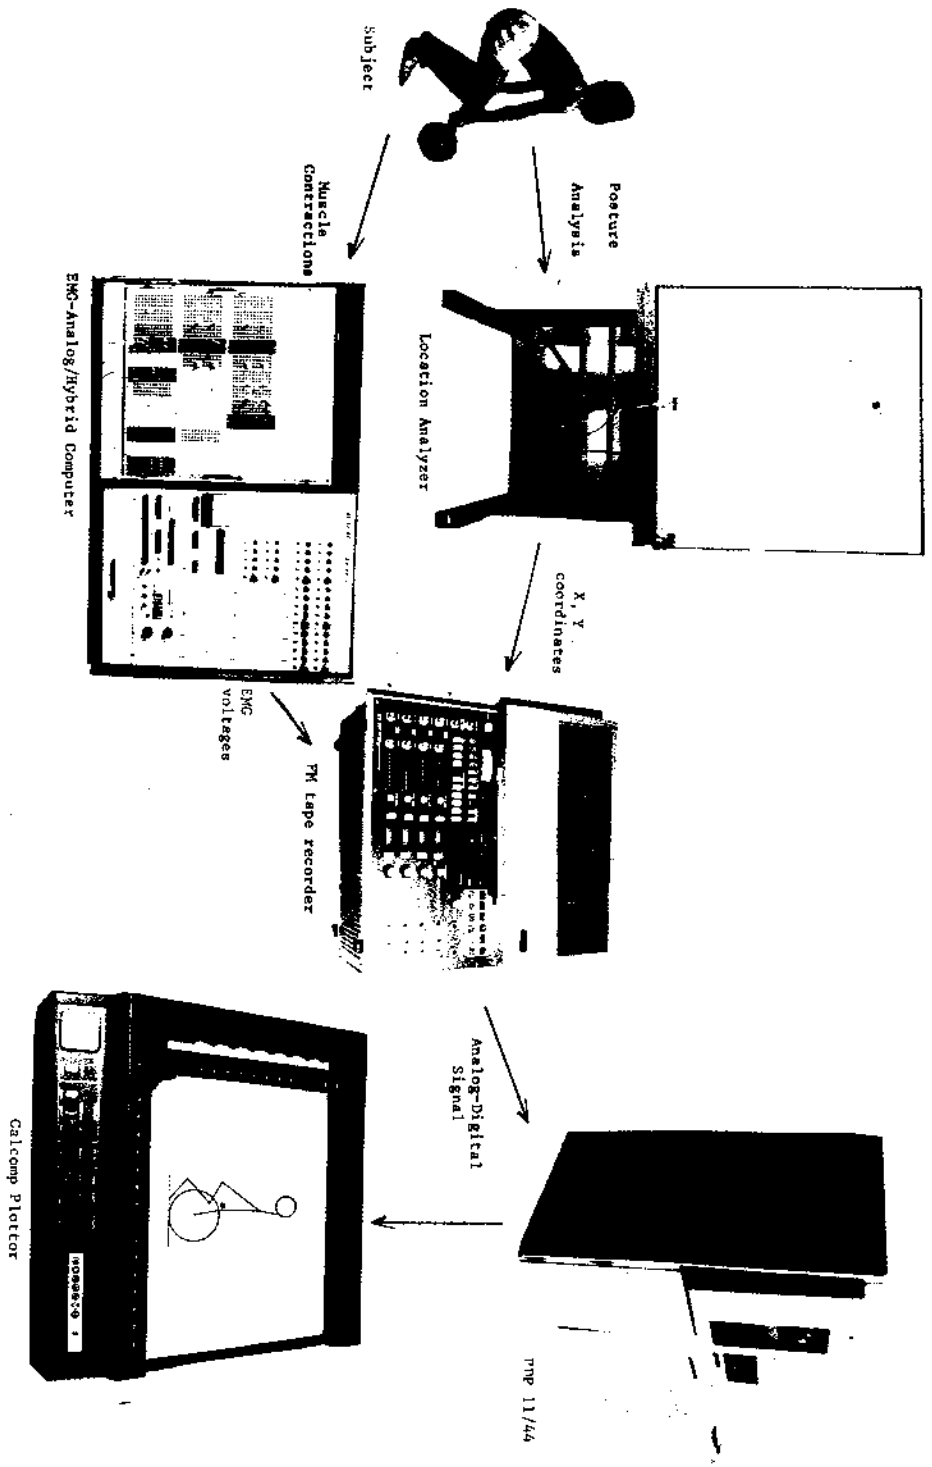 Subject
Posture
Analysis
Muscle
Contractions
Location Analyzer
EMG-Analog/Hybrid Computer
X, Y
coordinates
EMG
voltages
FM tape recorder
Analog-Digital
Signal
PDP 11/44
Calcomp Plottor